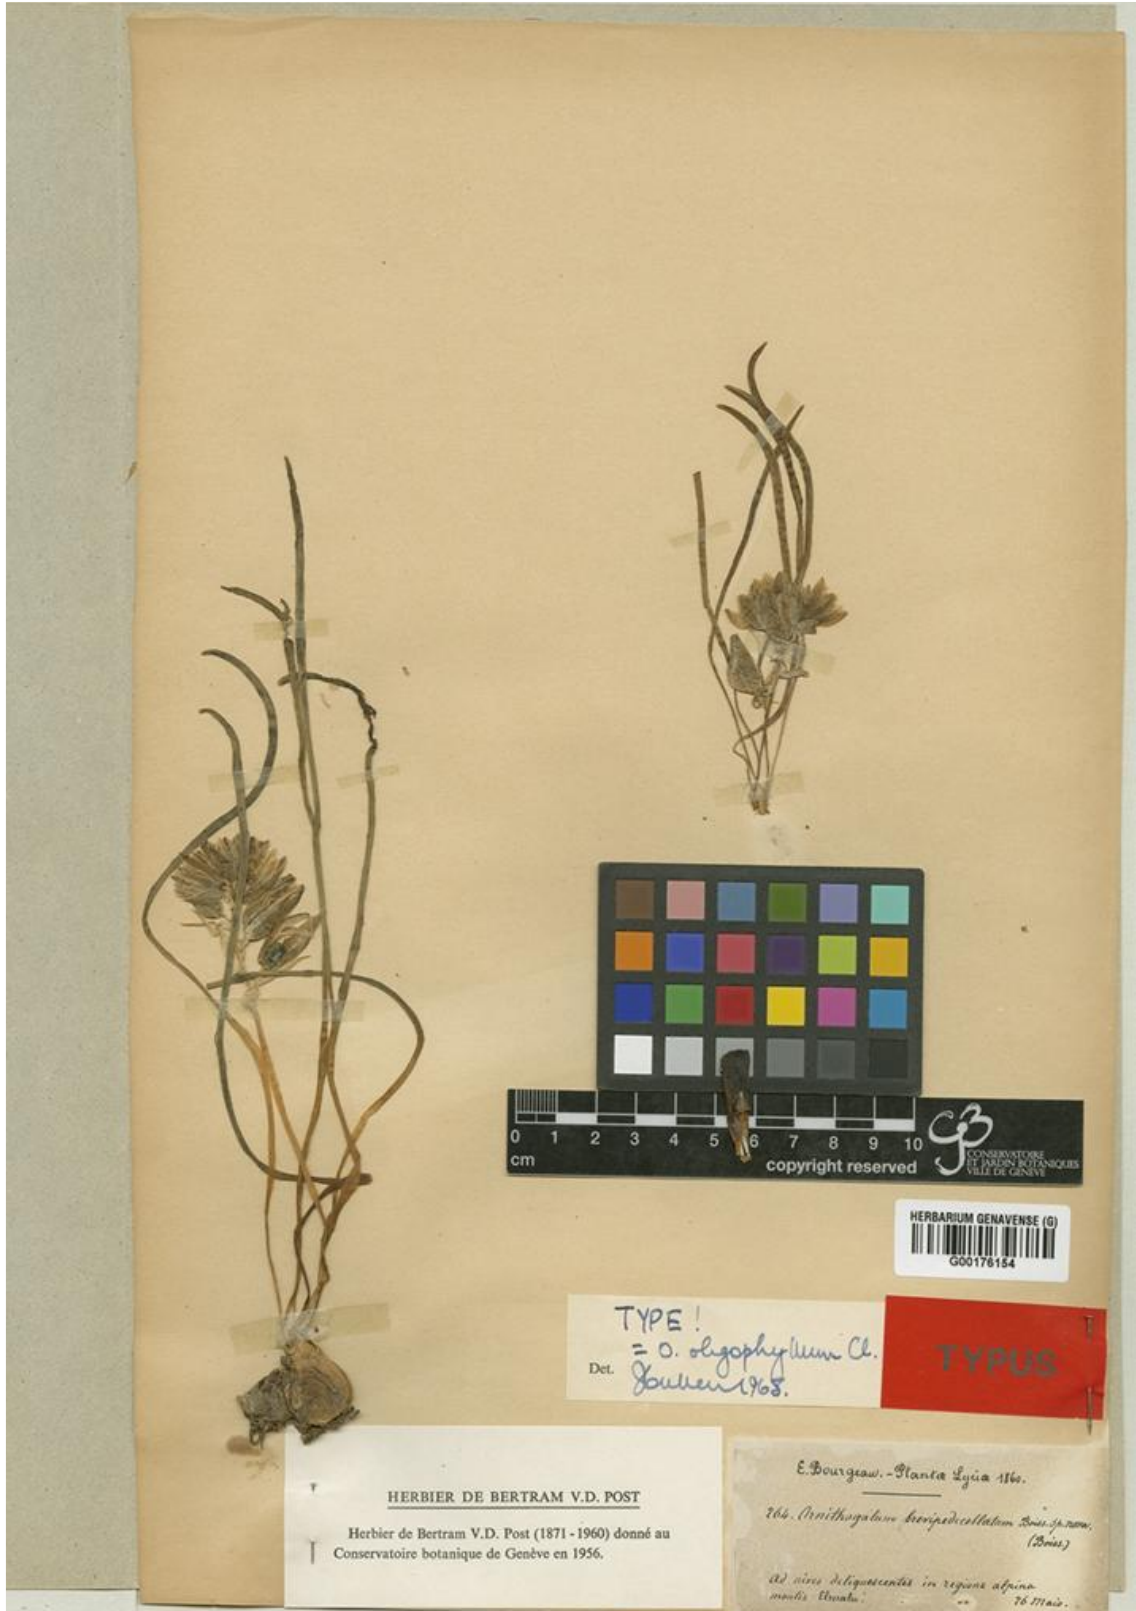 0 1 2 3 4 5 6 7 8 9 10
cm
copyright reserved
CONSERVATOIRE
ET JARDIN BOTANIQUES
VILLE DE GENÈVE
HERBARIUM GENAVENSE (G)
G00176154
TYPE !
= O. oligophyllum Cl.
Det. 1968.
TYPUS
HERBIER DE BERTRAM V.D. POST
Herbier de Bertram V.D. Post (1871 - 1960) donné au
Conservatoire botanique de Genève en 1956.
E. Bourgeau. - Plantæ Lyciæ 1860.
264. Ornithogalum brevipedicellatum Boiss. sp. nova.
(Boiss.)
Ad nives deliquescentes in regione alpina
montis 26 Maio.